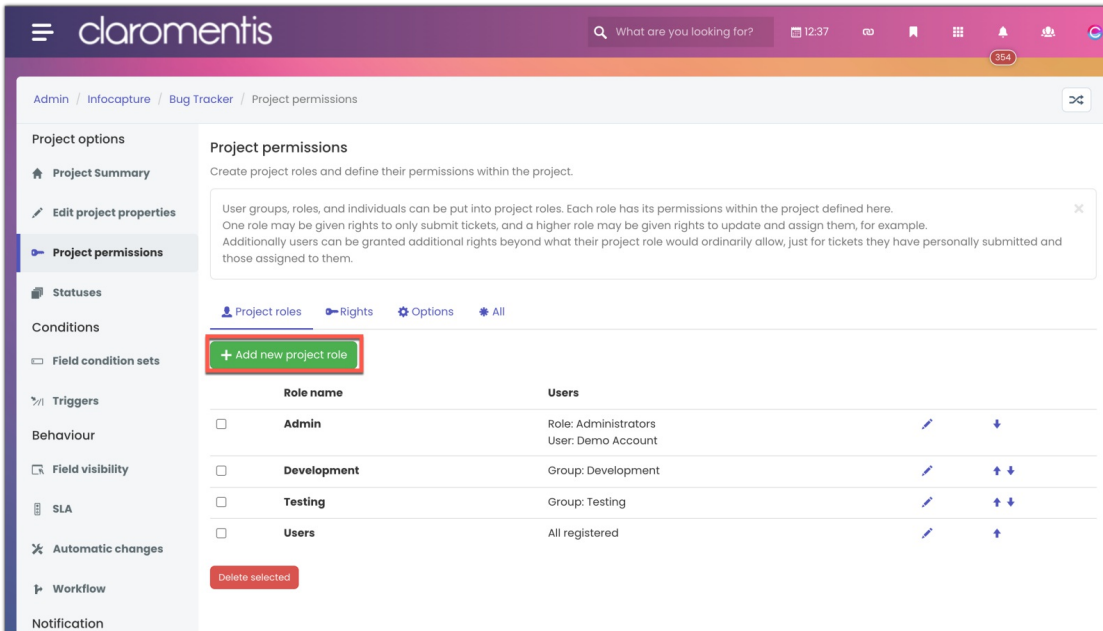 claromentis
What are you looking for?
12:37
354
Admin / Infocapture / Bug Tracker / Project permissions
Project options
Project Summary
Edit project properties
Project permissions
Statuses
Conditions
Field condition sets
Triggers
Behaviour
Field visibility
SLA
Automatic changes
Workflow
Notification
Project permissions
Create project roles and define their permissions within the project.
User groups, roles, and individuals can be put into project roles. Each role has its permissions within the project defined here.
One role may be given rights to only submit tickets, and a higher role may be given rights to update and assign them, for example.
Additionally users can be granted additional rights beyond what their project role would ordinarily allow, just for tickets they have personally submitted and
those assigned to them.
Project roles Rights Options All
+ Add new project role
Role name Users
Admin Role: Administrators
User: Demo Account
Development Group: Development
Testing Group: Testing
Users All registered
Delete selected